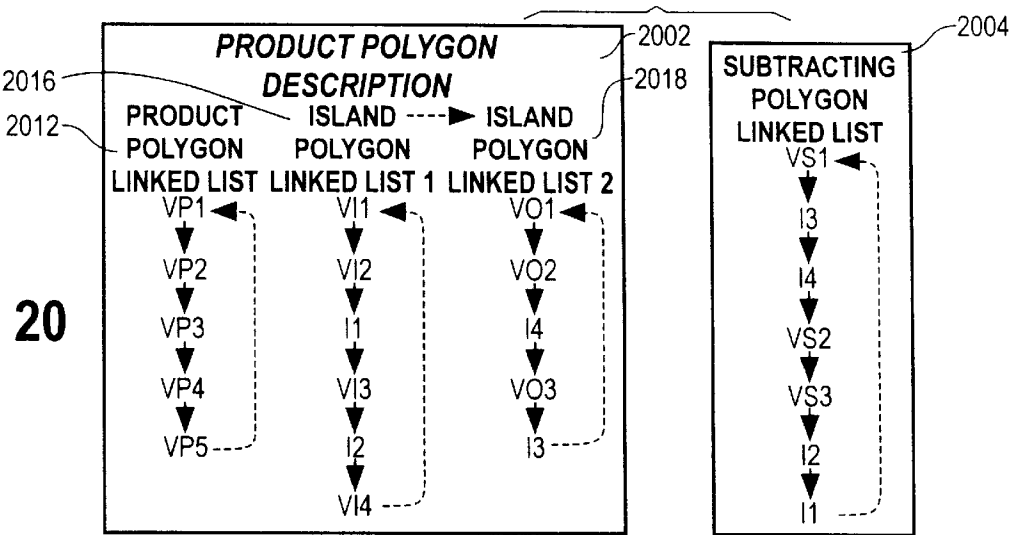 2002
2004
PRODUCT POLYGON
DESCRIPTION
2016
2018
2012
PRODUCT
POLYGON
LINKED LIST
ISLAND
POLYGON
LINKED LIST 1
ISLAND
POLYGON
LINKED LIST 2
VP1
VP2
VP3
VP4
VP5
VI1
VI2
I1
VI3
I2
VI4
VO1
VO2
I4
VO3
I3
SUBTRACTING
POLYGON
LINKED LIST
VS1
I3
I4
VS2
VS3
I2
I1
20